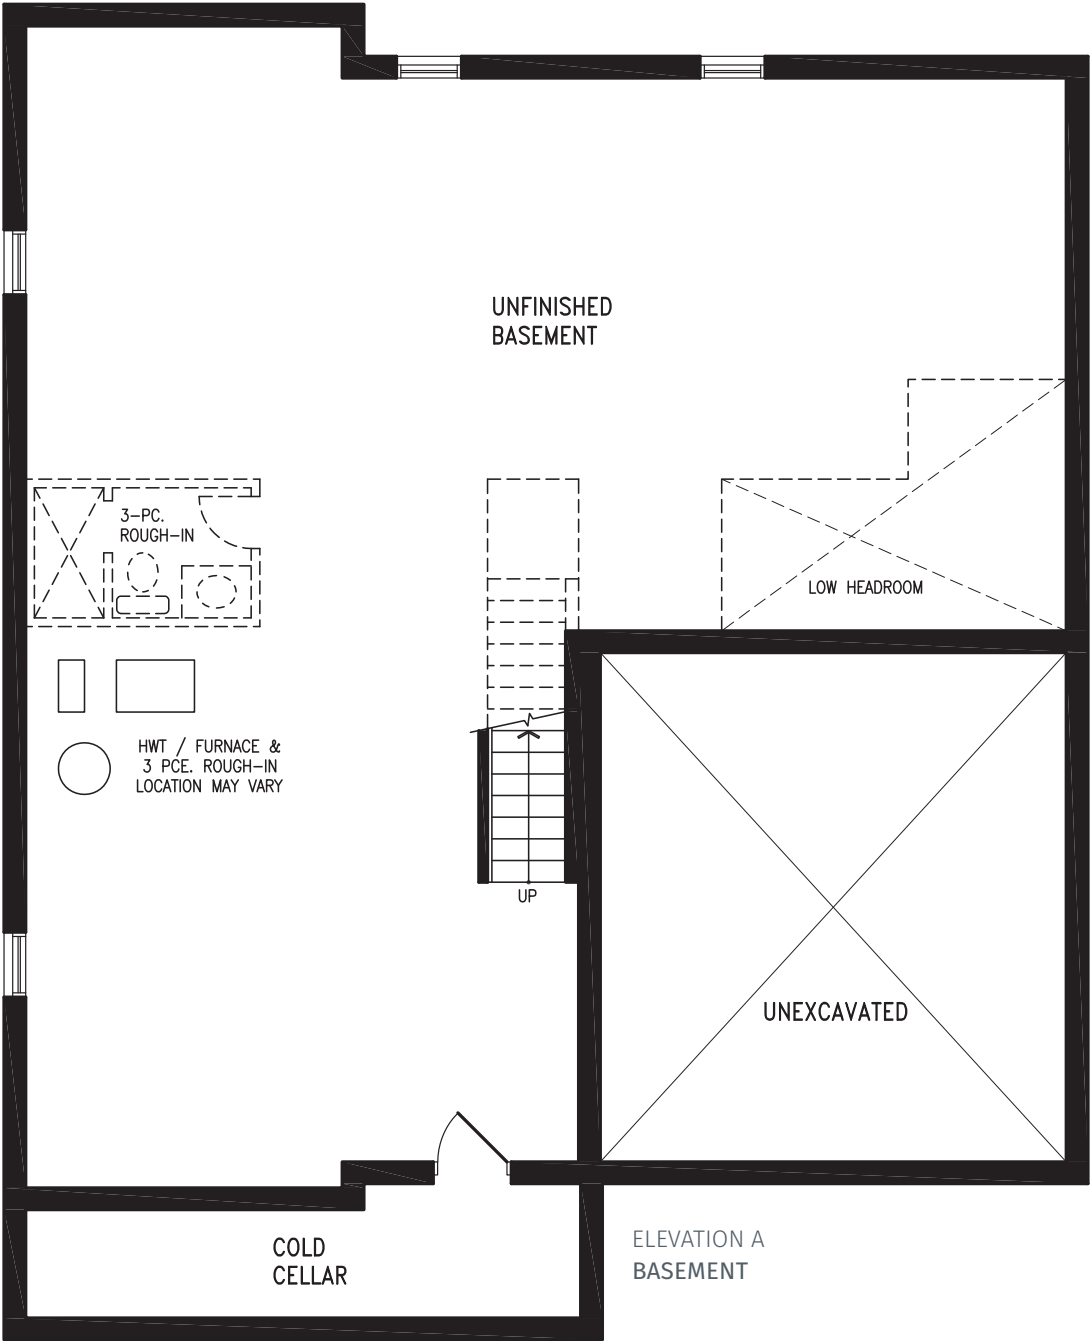 UNFINISHED
BASEMENT
3-PC.
ROUGH-IN
LOW HEADROOM
HWT / FURNACE &
3 PCE. ROUGH-IN
LOCATION MAY VARY
UP
UNEXCAVATED
COLD
CELLAR
ELEVATION A
BASEMENT